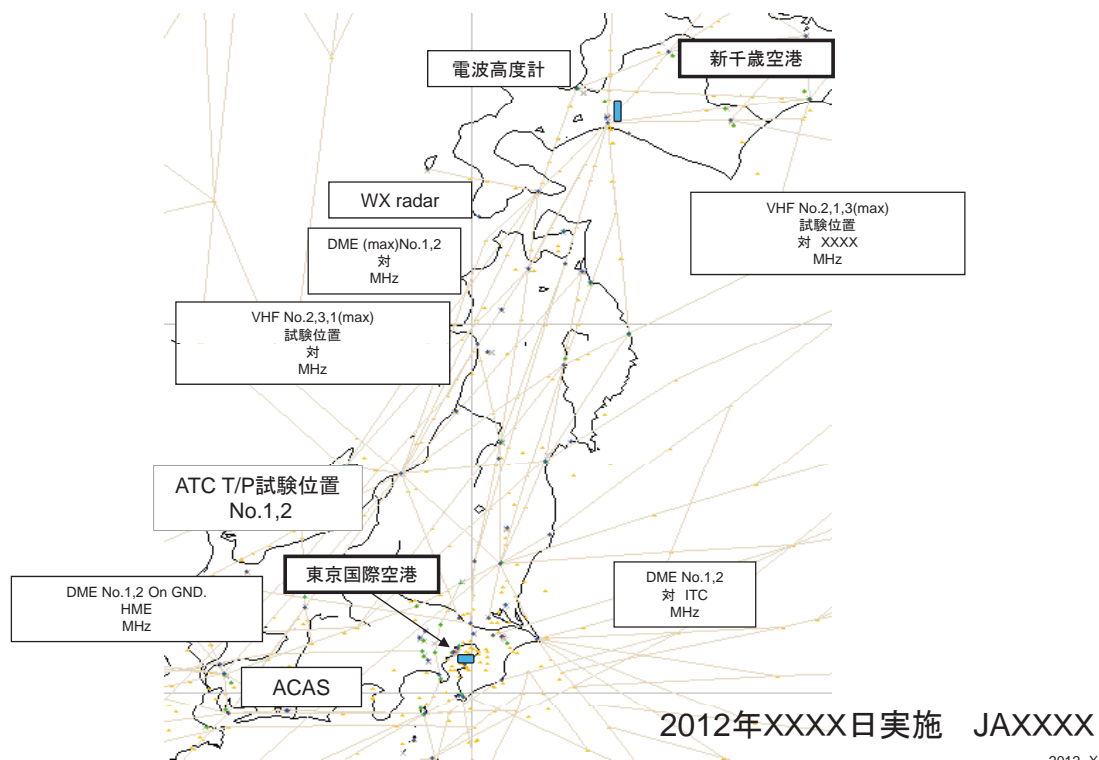 電波高度計
新千歳空港
WX radar
VHF No.2,1,3(max)
試験位置
対 XXXX
MHz
DME (max)No.1,2
対
MHz
VHF No.2,3,1(max)
試験位置
対
MHz
ATC T/P試験位置
No.1,2
東京国際空港
DME No.1,2 On GND.
HME
MHz
DME No.1,2
対 ITC
MHz
ACAS
2012年XXXX日実施 JAXXXX